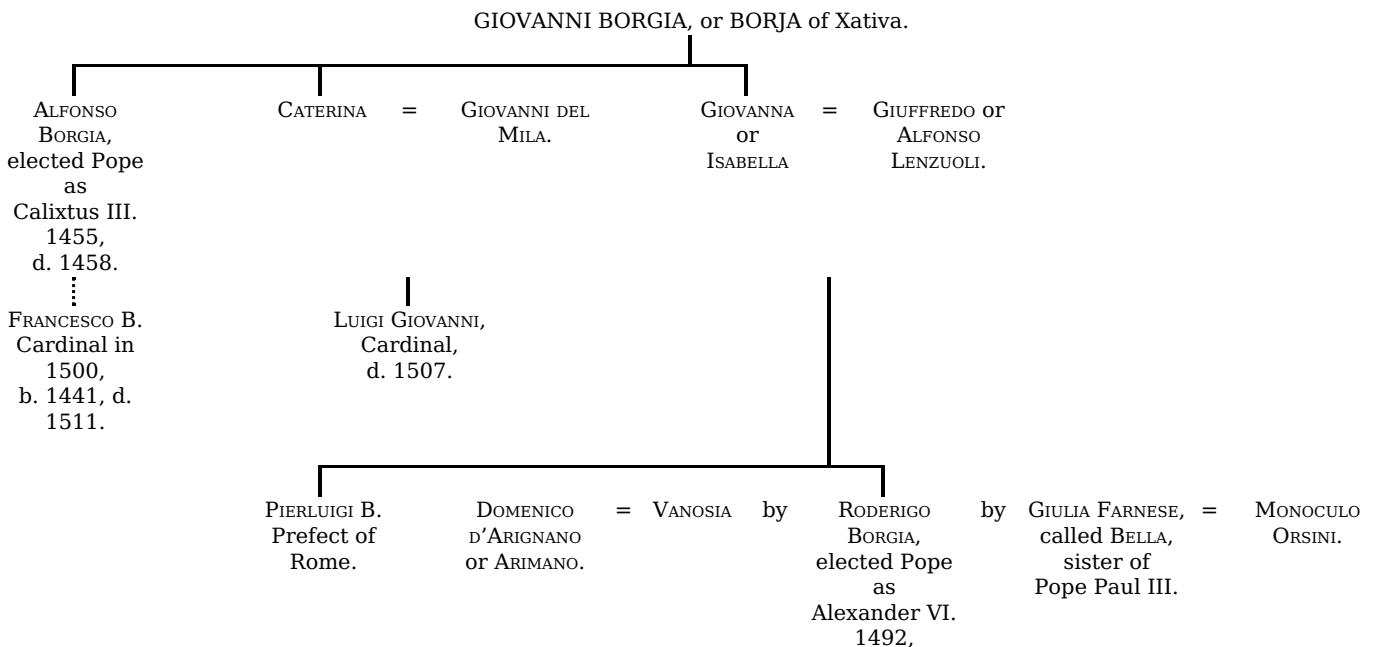 GIOVANNI BORGIA, or BORJA of Xativa.
ALFONSO
BORGIA,
elected Pope
as
Calixtus III.
1455,
d. 1458.
CATERINA = GIOVANNI DEL
MILA.
GIOVANNA
or
ISABELLA
=
GIUFFREDO or
ALFONSO
LENZUOLI.
FRANCESCO B.
Cardinal in
1500,
b. 1441, d.
1511.
LUIGI GIOVANNI,
Cardinal,
d. 1507.
PIERLUIGI B.
Prefect of
Rome.
DOMENICO
D'ARIGNANO
or ARIMANO.
= VANOSIA by
RODERIGO
BORGIA,
elected Pope
as
Alexander VI.
1492,
by
GIULIA FARNESE,
called BELLA,
sister of
Pope Paul III.
=
MONOCULO
ORSINI.